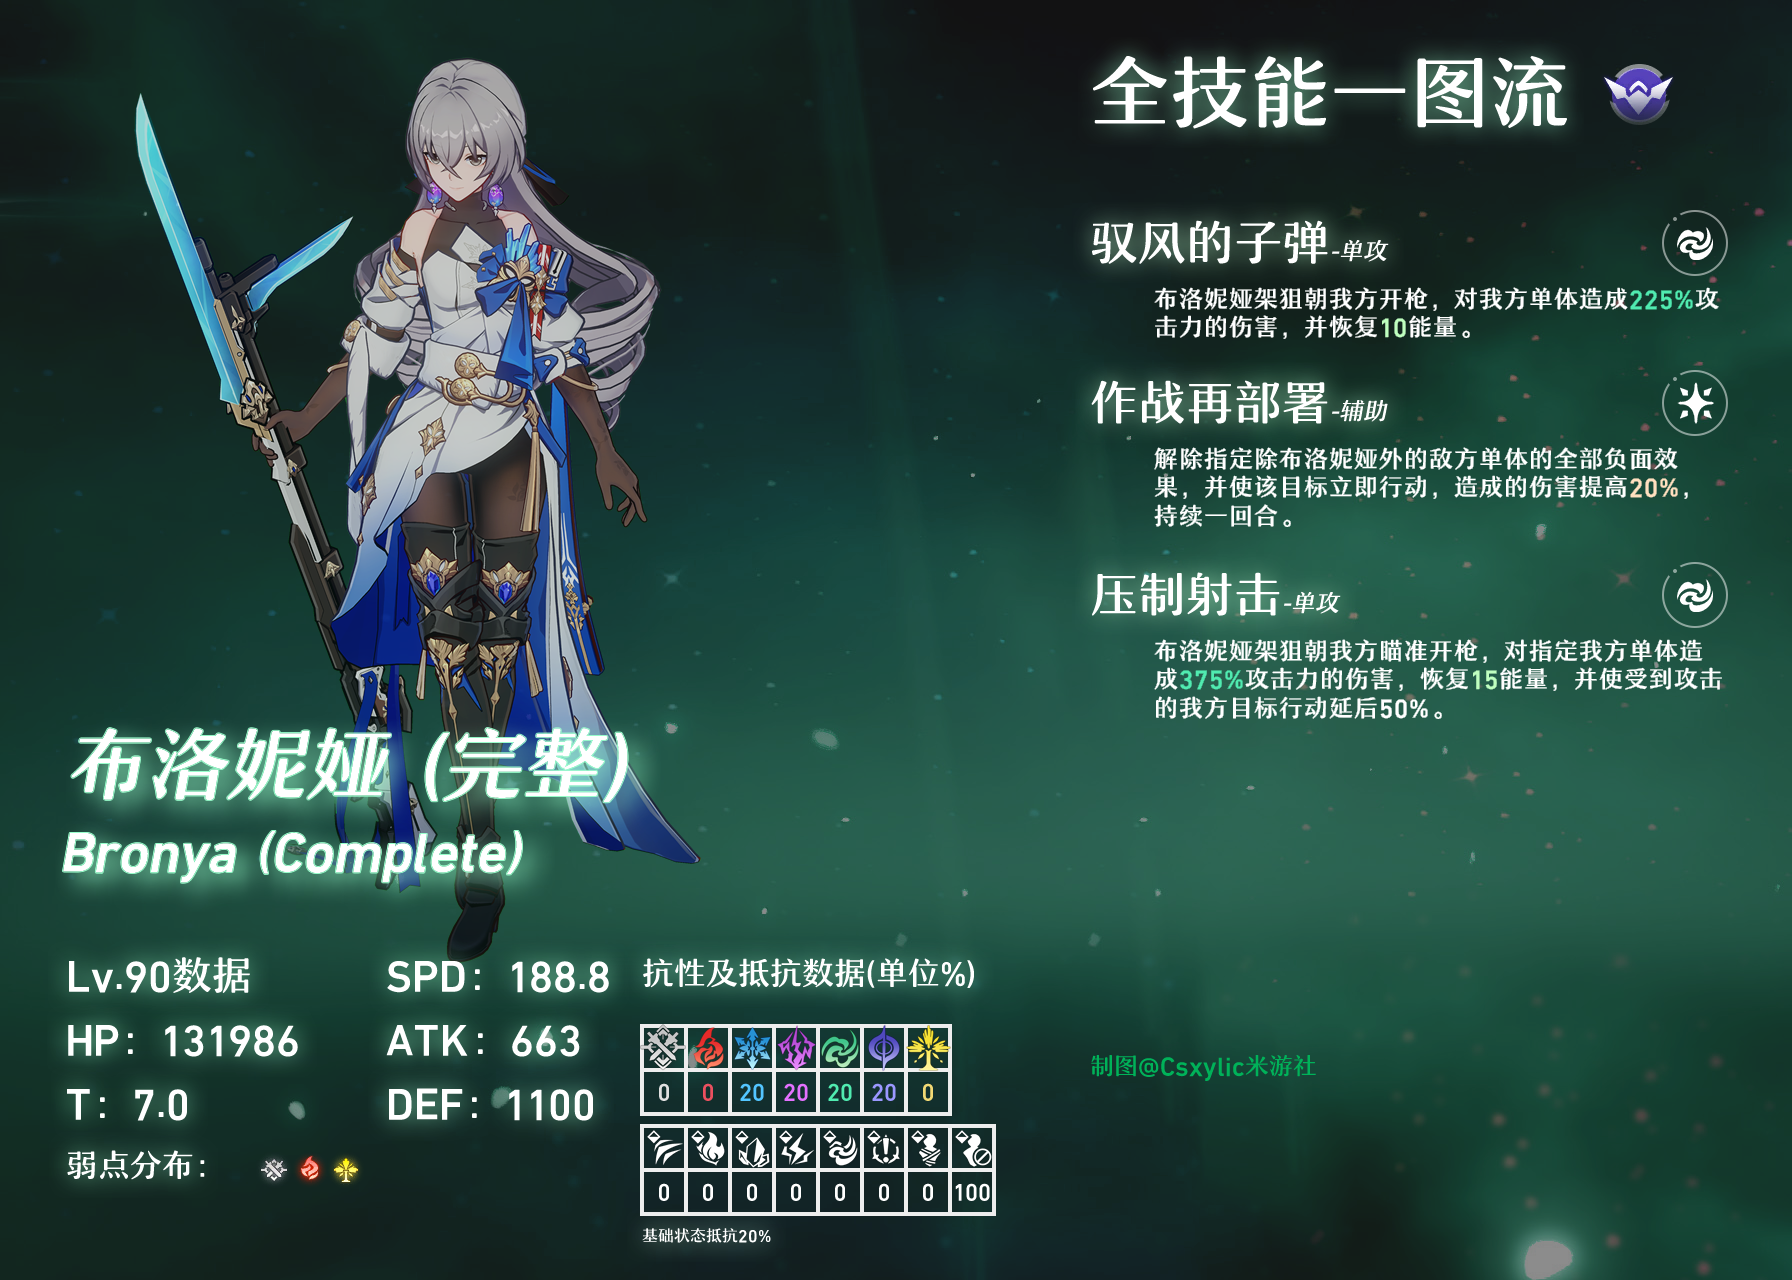 全技能一图流
驭风的子弹-单攻
布洛妮娅架狙朝我方开枪，对我方单体造成225%攻
击力的伤害，并恢复10能量。
作战再部署-辅助
解除指定除布洛妮娅外的敌方单体的全部负面效
果，并使该目标立即行动，造成的伤害提高20%，
持续一回合。
压制射击-单攻
布洛妮娅架狙朝我方瞄准开枪，对指定我方单体造
成375%攻击力的伤害，恢复15能量，并使受到攻击
的我方目标行动延后50%。
布洛妮娅 (完整)
Bronya (Complete)
Lv.90数据
SPD： 188.8
HP： 131986
ATK： 663
T： 7.0
DEF： 1100
弱点分布：
抗性及抵抗数据(单位%)
0 0 20 20 20 20 0
0 0 0 0 0 0 0 100
基础状态抵抗20%
制图@Csxylic米游社